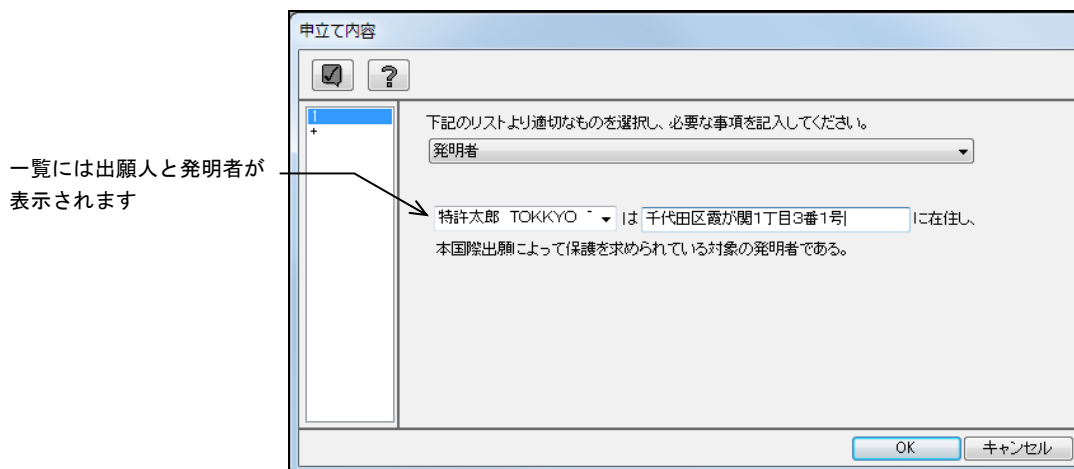 申立て内容
1
+
下記のリストより適切なものを選択し、必要な事項を記入してください。
発明者
一覧には出願人と発明者が
表示されます
特許太郎 TOKKYO は 千代田区霞が関1丁目3番1号 に在住し、
本国際出願によって保護を求められている対象の発明者である。
OK キャンセル